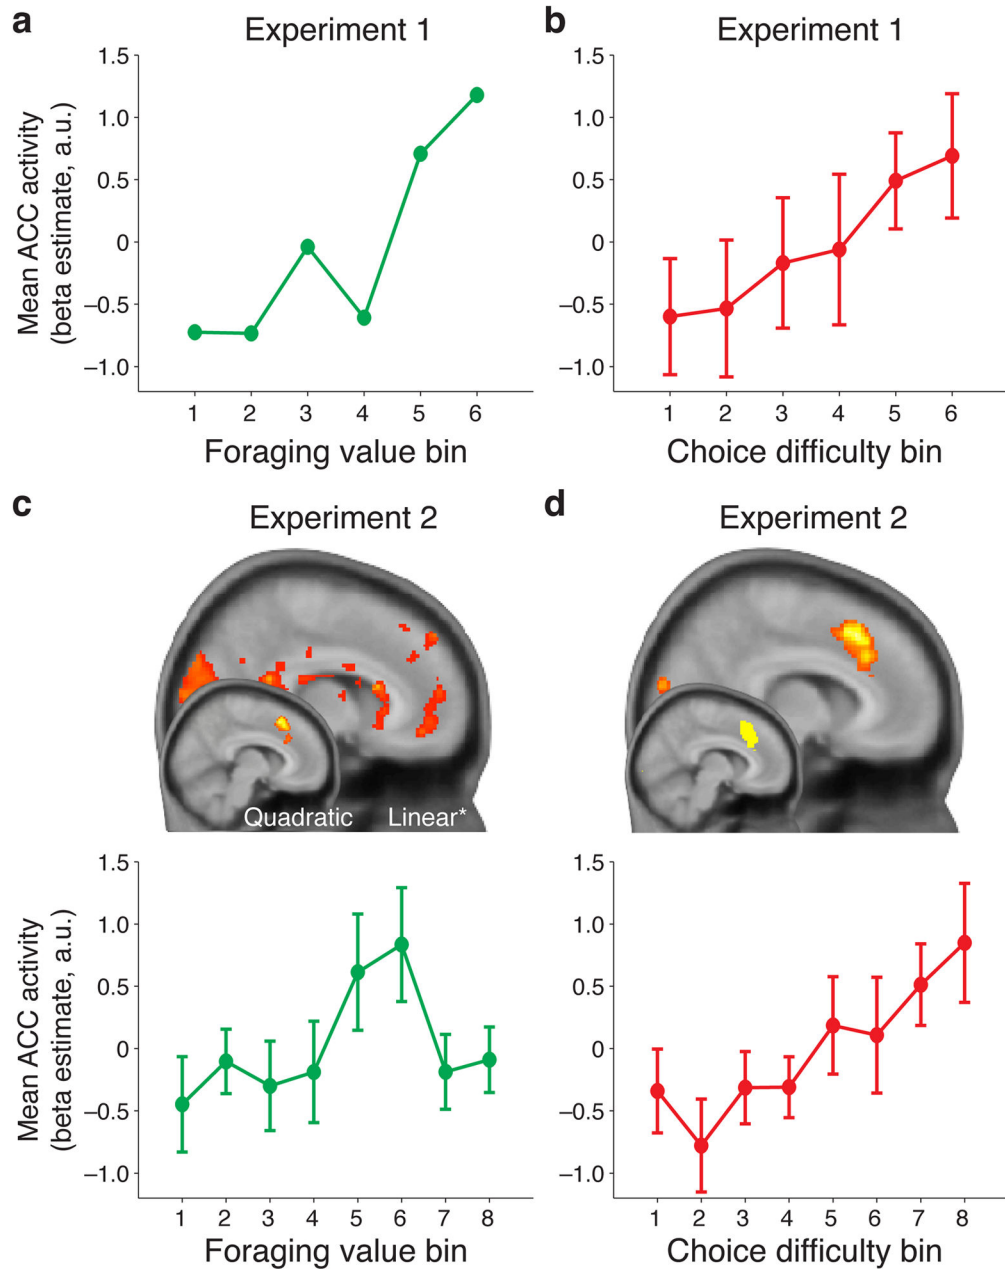 a
Experiment 1
Mean ACC activity
(beta estimate, a.u.)
1.5
1.0
0.5
0
–0.5
–1.0
1 2 3 4 5 6
Foraging value bin
b
Experiment 1
1.5
1.0
0.5
0
–0.5
–1.0
1 2 3 4 5 6
Choice difficulty bin
c
Experiment 2
Quadratic Linear*
Mean ACC activity
(beta estimate, a.u.)
1.5
1.0
0.5
0
–0.5
–1.0
1 2 3 4 5 6 7 8
Foraging value bin
d
Experiment 2
1.5
1.0
0.5
0
–0.5
–1.0
1 2 3 4 5 6 7 8
Choice difficulty bin